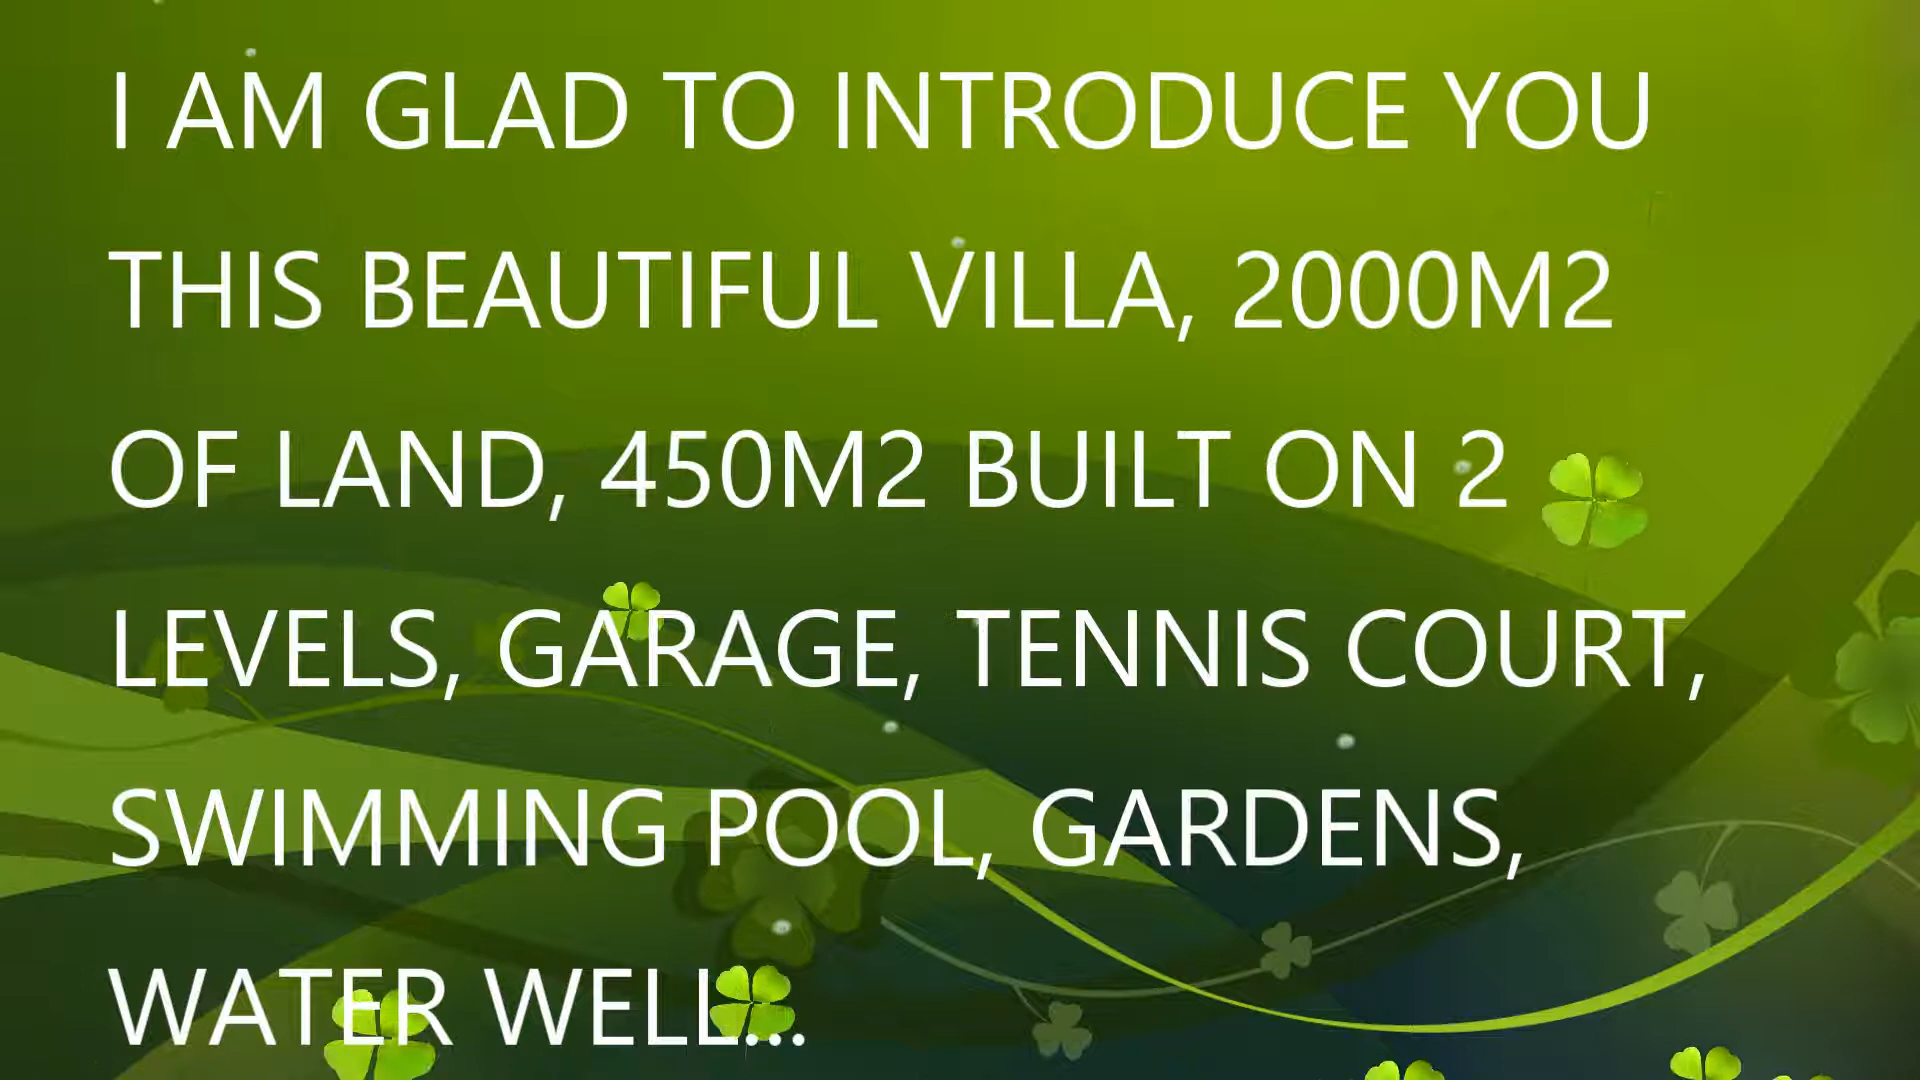 I AM GLAD TO INTRODUCE YOU
THIS BEAUTIFUL VILLA, 2000M2
OF LAND, 450M2 BUILT ON 2
LEVELS, GARAGE, TENNIS COURT,
SWIMMING POOL, GARDENS,
WATER WELL...